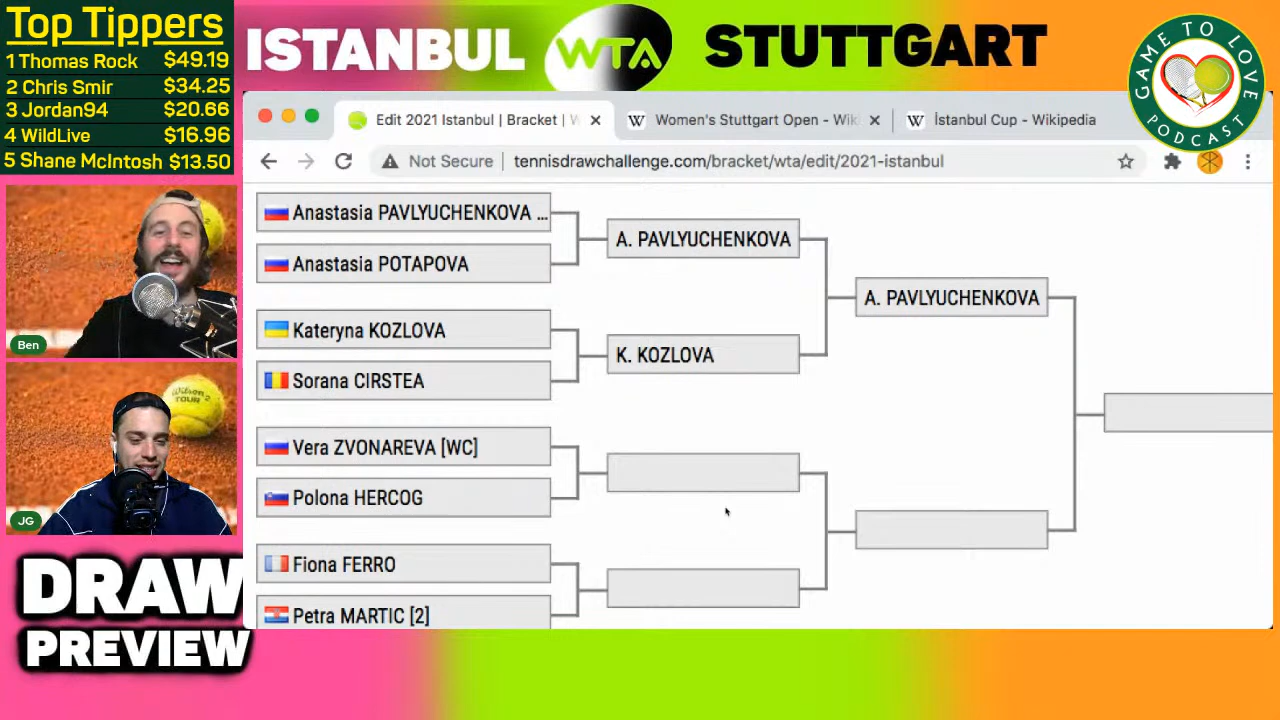 Top Tippers
1 Thomas Rock $49.19
2 Chris Smir $34.25
3 Jordan94 $20.66
4 WildLive $16.96
5 Shane McIntosh $13.50
ISTANBUL WTA STUTTGART
GAME TO LOVE
PODCAST
Edit 2021 Istanbul | Bracket | W
Women's Stuttgart Open - Wiki
İstanbul Cup - Wikipedia
Not Secure | tennisdrawchallenge.com/bracket/wta/edit/2021-istanbul
Anastasia PAVLYUCHENKOVA ...
Anastasia POTAPOVA
Kateryna KOZLOVA
Sorana CIRSTEA
Vera ZVONAREVA [WC]
Polona HERCOG
Fiona FERRO
Petra MARTIC [2]
A. PAVLYUCHENKOVA
K. KOZLOVA
A. PAVLYUCHENKOVA
Ben
Wilson
TOUR
JG
DRAW
PREVIEW